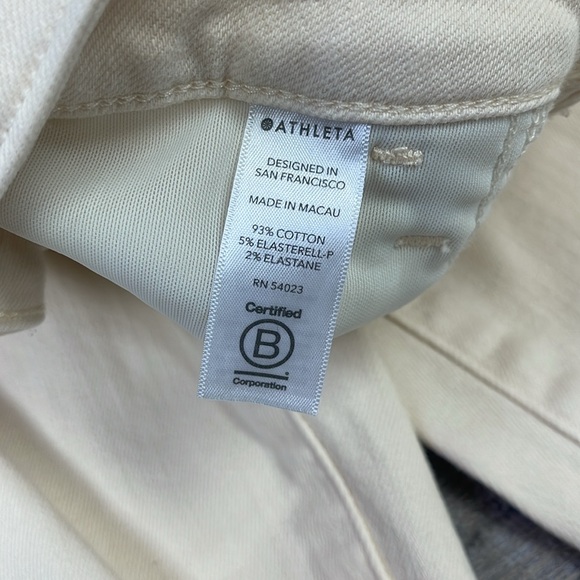 ATHLETA
DESIGNED IN
SAN FRANCISCO
MADE IN MACAU
93% COTTON
5% ELASTERELL-P
2% ELASTANE
RN 54023
Certified
B
Corporation